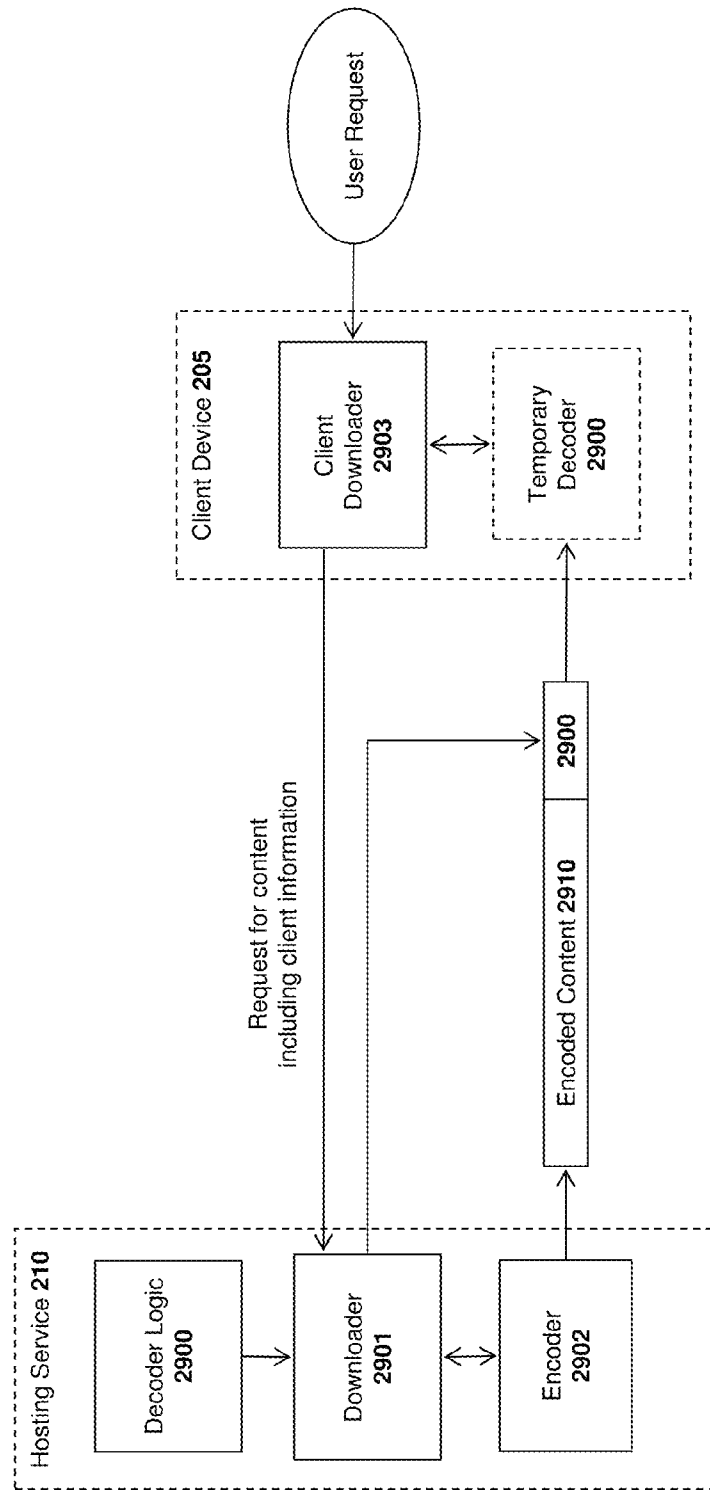 Hosting Service 210
Decoder Logic
2900
Downloader
2901
Encoder
2902
Request for content
including client information
Encoded Content 2910
2900
Client Device 205
Client
Downloader
2903
Temporary
Decoder
2900
User Request